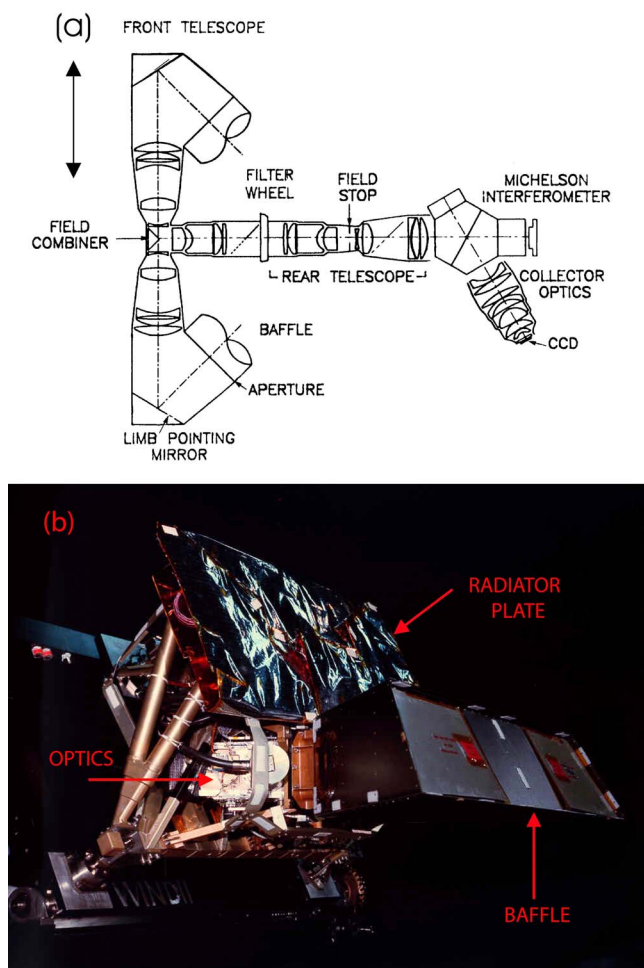 (a)
FRONT TELESCOPE
FILTER
WHEEL
FIELD
STOP
MICHELSON
INTERFEROMETER
FIELD
COMBINER
REAR TELESCOPE
COLLECTOR
OPTICS
CCD
BAFFLE
APERTURE
LIMB POINTING
MIRROR
(b)
RADIATOR
PLATE
OPTICS
BAFFLE